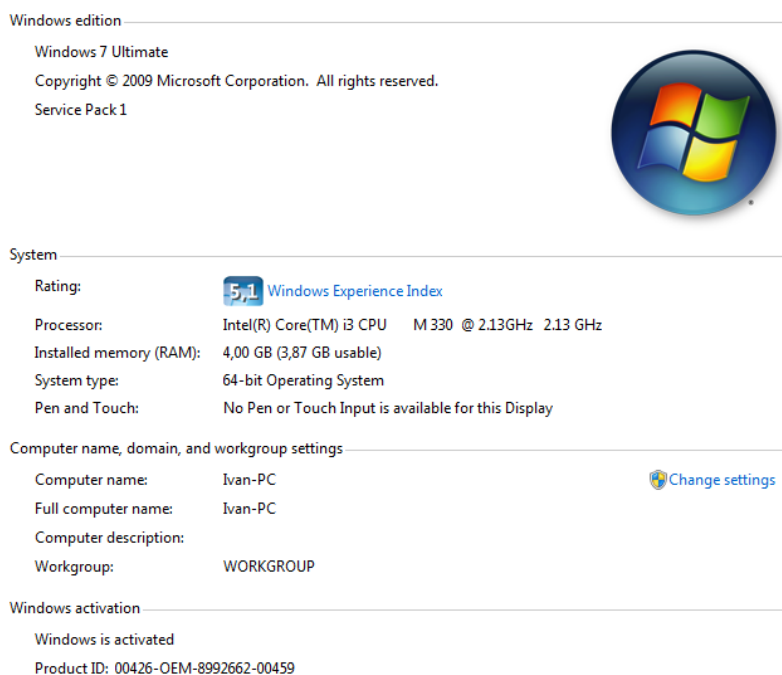 Windows edition
Windows 7 Ultimate
Copyright © 2009 Microsoft Corporation. All rights reserved.
Service Pack 1
System
Rating: 5,1 Windows Experience Index
Processor: Intel(R) Core(TM) i3 CPU M 330 @ 2.13GHz 2.13 GHz
Installed memory (RAM): 4,00 GB (3,87 GB usable)
System type: 64-bit Operating System
Pen and Touch: No Pen or Touch Input is available for this Display
Computer name, domain, and workgroup settings
Computer name: Ivan-PC Change settings
Full computer name: Ivan-PC
Computer description:
Workgroup: WORKGROUP
Windows activation
Windows is activated
Product ID: 00426-OEM-8992662-00459